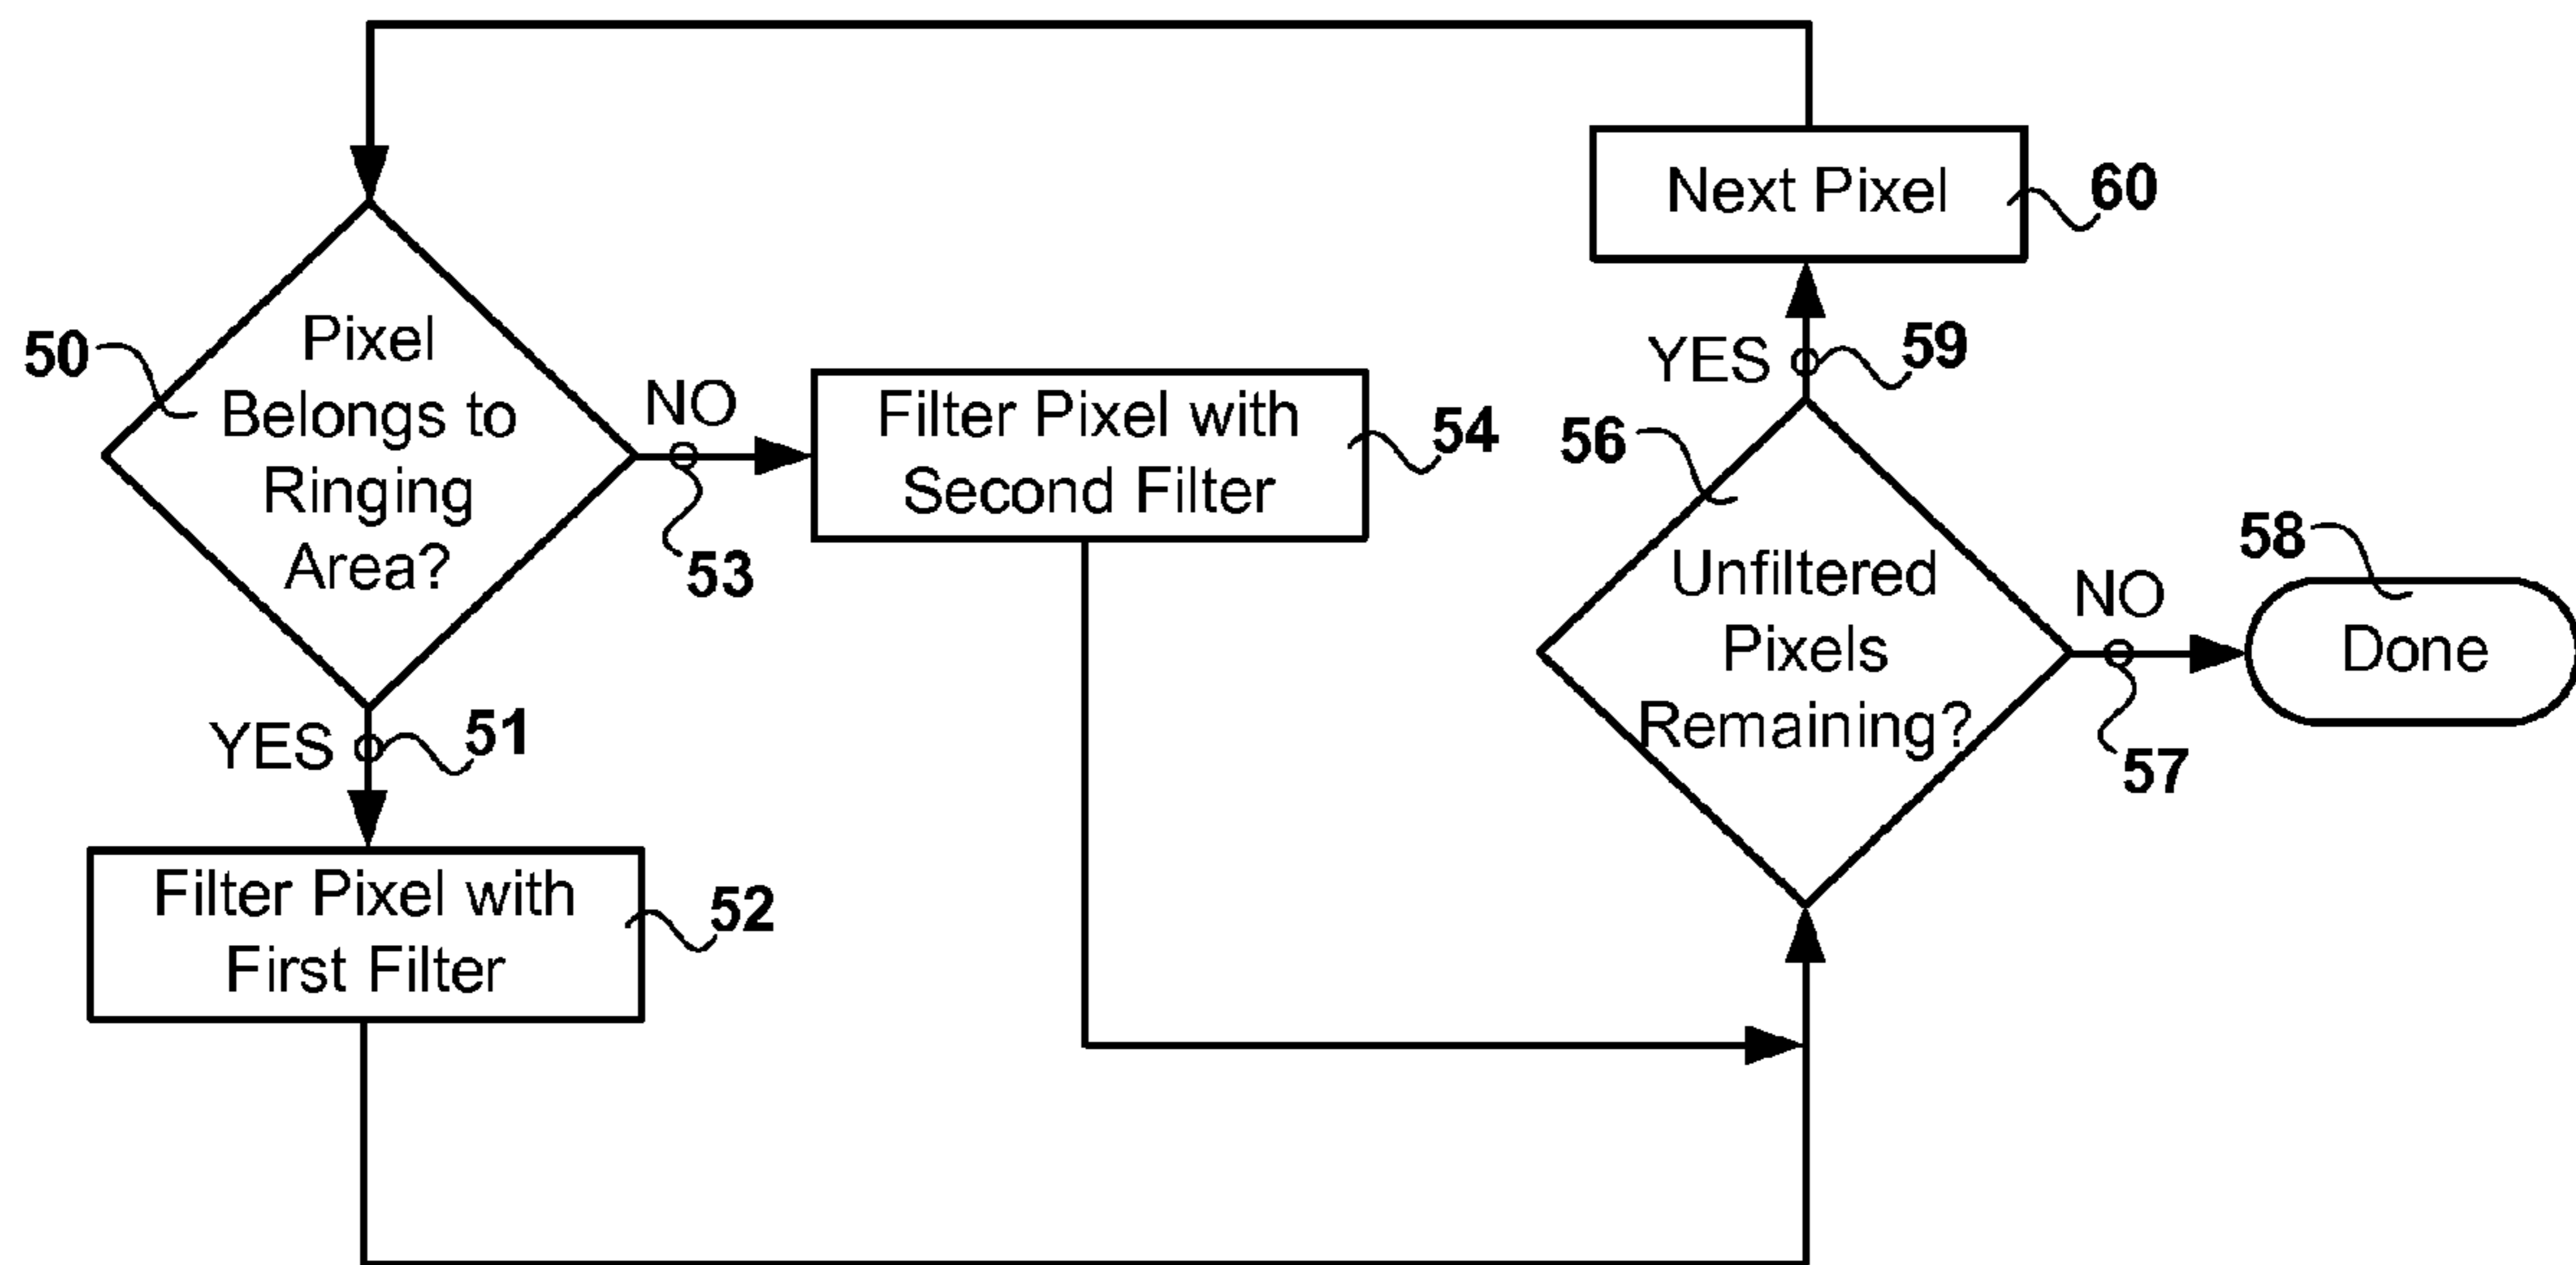 50
Pixel
Belongs to
Ringing
Area?
NO
53
YES
51
Filter Pixel with
First Filter
52
Filter Pixel with
Second Filter
54
Next Pixel
60
YES
59
56
Unfiltered
Pixels
Remaining?
NO
57
58
Done